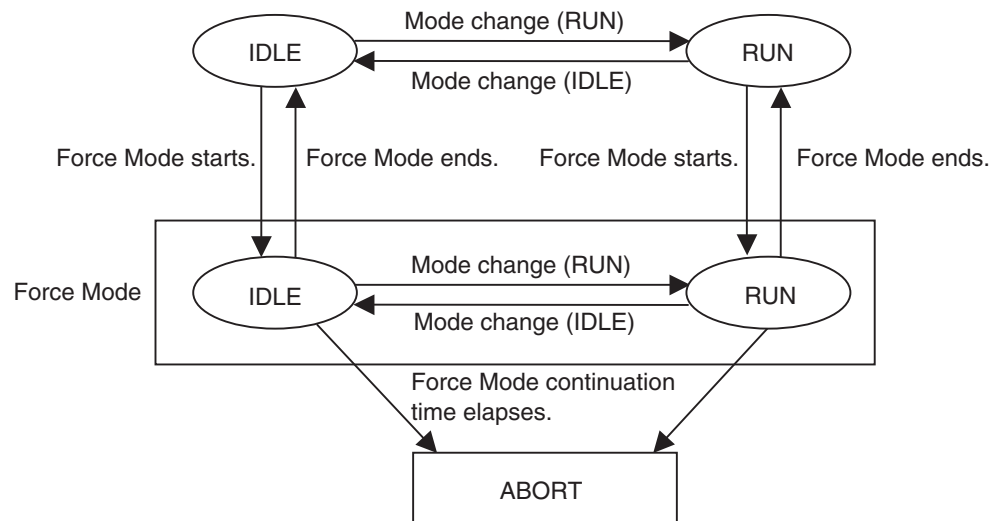 Mode change (RUN)
IDLE
RUN
Mode change (IDLE)
Force Mode starts.
Force Mode ends.
Force Mode starts.
Force Mode ends.
Mode change (RUN)
Force Mode
IDLE
RUN
Mode change (IDLE)
Force Mode continuation
time elapses.
ABORT